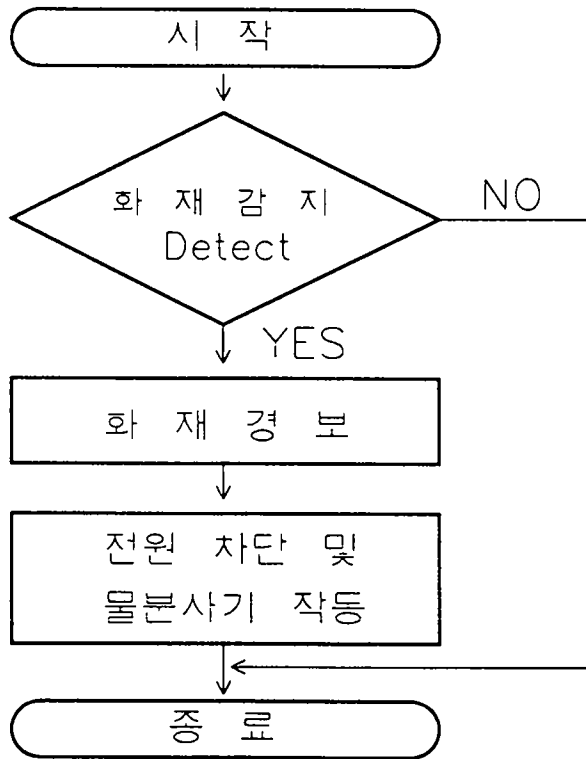 시 작
화 재 감 지
Detect
NO
YES
화 재 경 보
전원 차단 및
물분사기 작동
종 료